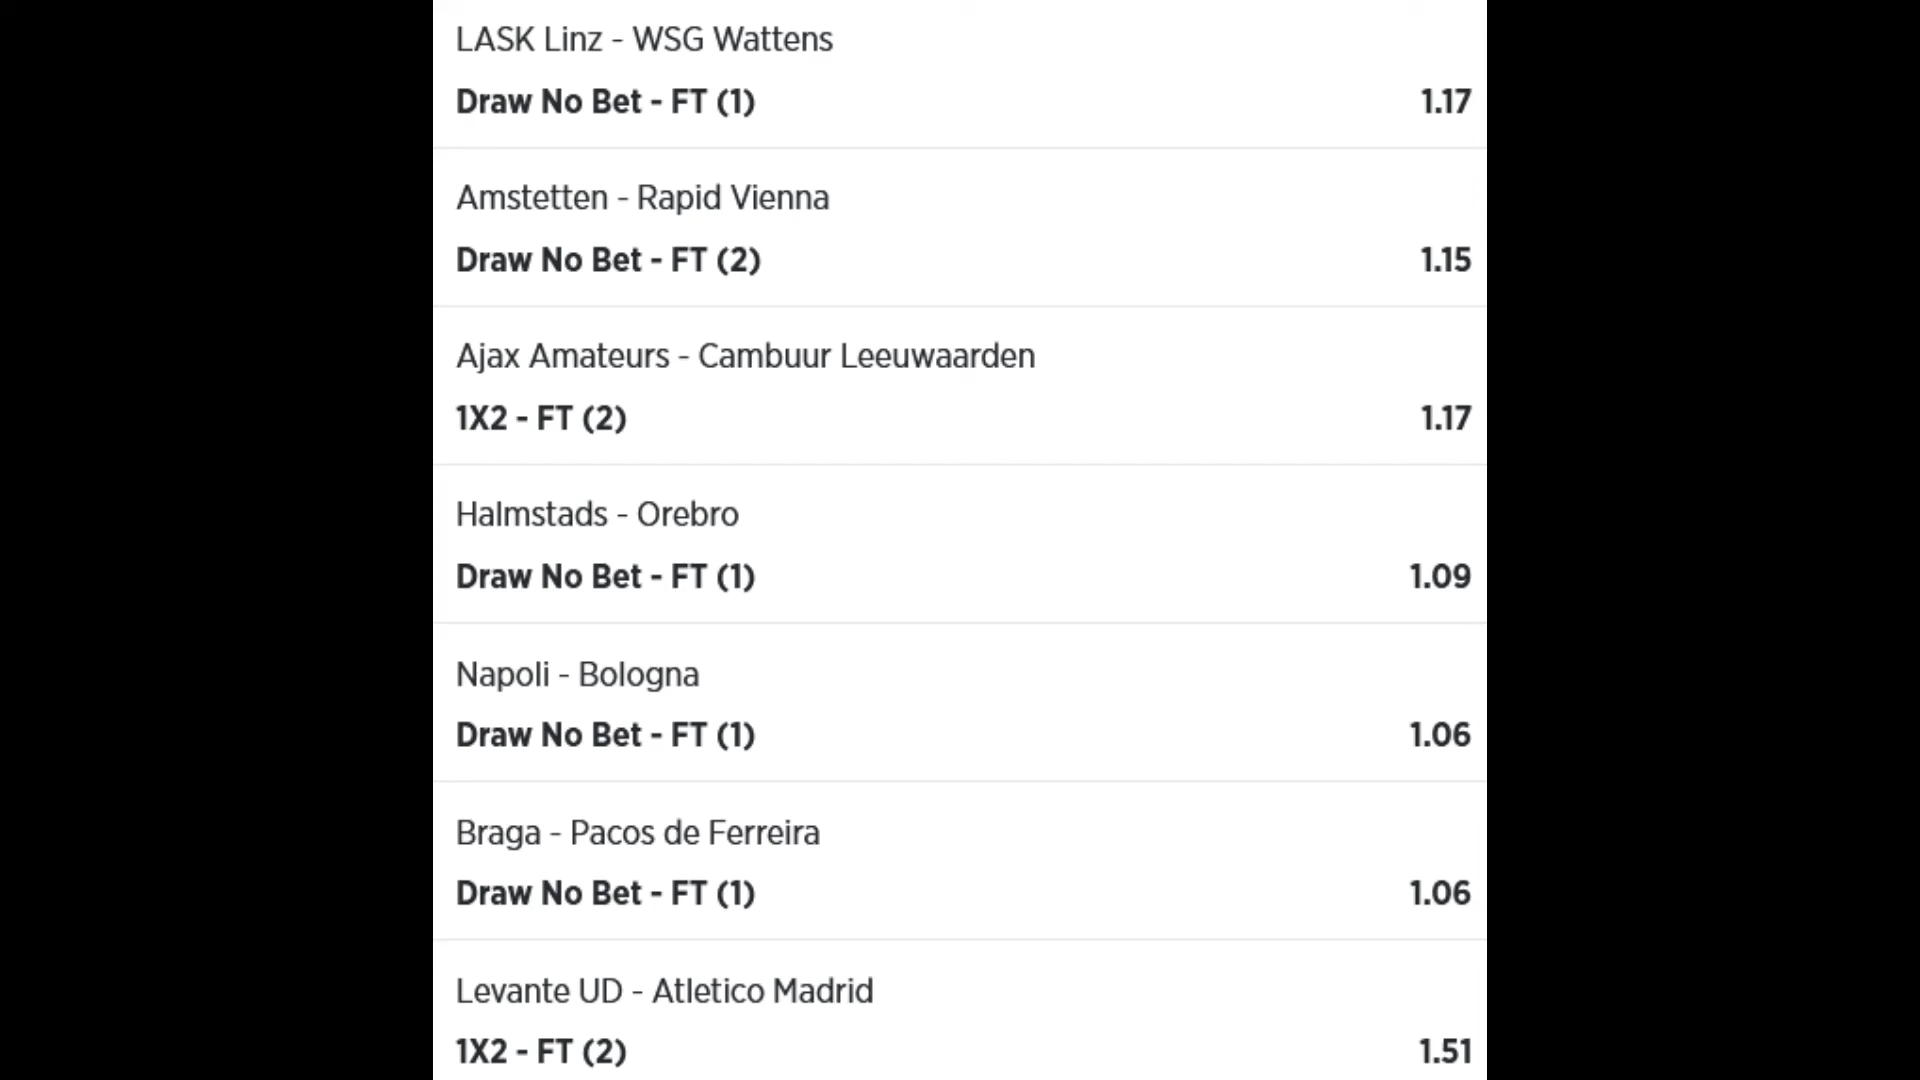 LASK Linz - WSG Wattens
Draw No Bet - FT (1) 1.17
Amstetten - Rapid Vienna
Draw No Bet - FT (2) 1.15
Ajax Amateurs - Cambuur Leeuwaarden
1X2 - FT (2) 1.17
Halmstads - Orebro
Draw No Bet - FT (1) 1.09
Napoli - Bologna
Draw No Bet - FT (1) 1.06
Braga - Pacos de Ferreira
Draw No Bet - FT (1) 1.06
Levante UD - Atletico Madrid
1X2 - FT (2) 1.51